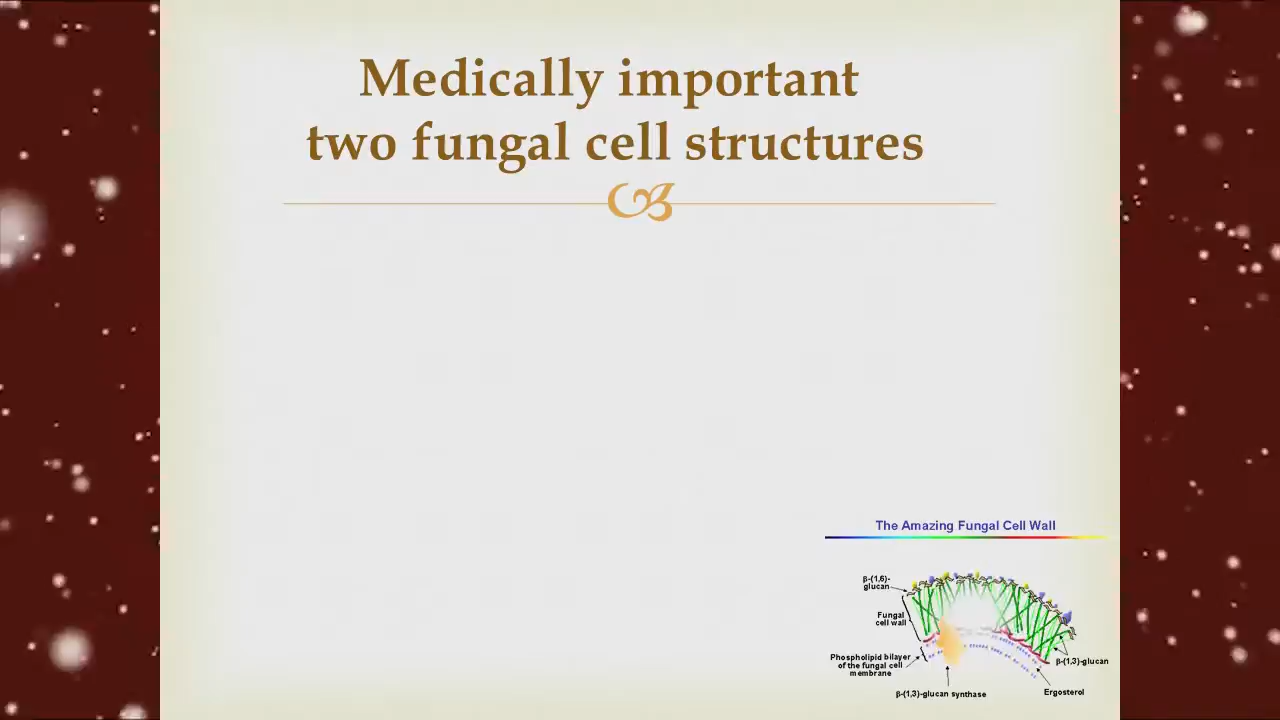 Medically important
two fungal cell structures
The Amazing Fungal Cell Wall
β-(1,6)-
glucan
Fungal
cell wall
Phospholipid bilayer
of the fungal cell
membrane
β-(1,3)-glucan
β-(1,3)-glucan synthase
Ergosterol